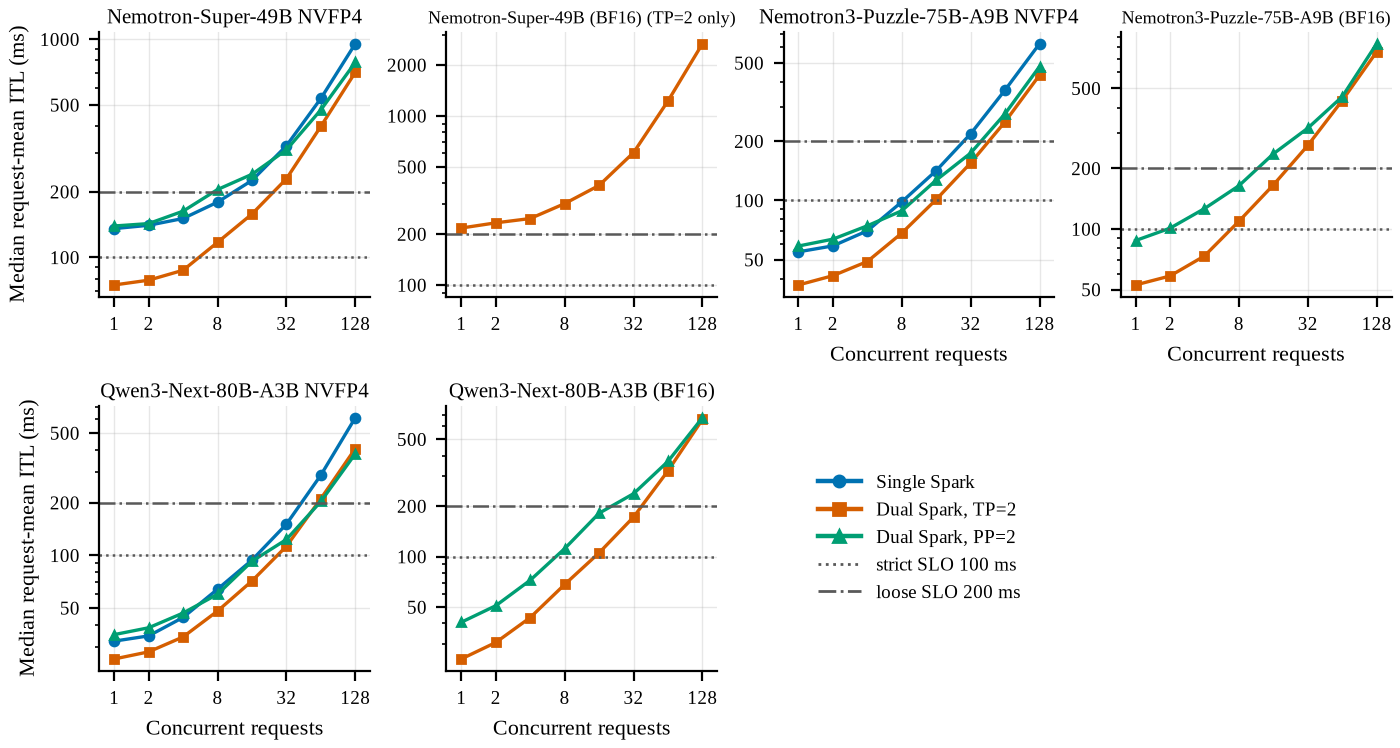 Nemotron-Super-49B NVFP4
Nemotron-Super-49B (BF16) (TP=2 only)
Nemotron3-Puzzle-75B-A9B NVFP4
Nemotron3-Puzzle-75B-A9B (BF16)
Median request-mean ITL (ms)
1000
500
200
100
1 2 8 32 128
2000
1000
500
200
100
1 2 8 32 128
500
200
100
50
1 2 8 32 128
Concurrent requests
500
200
100
50
1 2 8 32 128
Concurrent requests
Qwen3-Next-80B-A3B NVFP4
Qwen3-Next-80B-A3B (BF16)
Median request-mean ITL (ms)
500
200
100
50
1 2 8 32 128
Concurrent requests
500
200
100
50
1 2 8 32 128
Concurrent requests
Single Spark
Dual Spark, TP=2
Dual Spark, PP=2
strict SLO 100 ms
loose SLO 200 ms